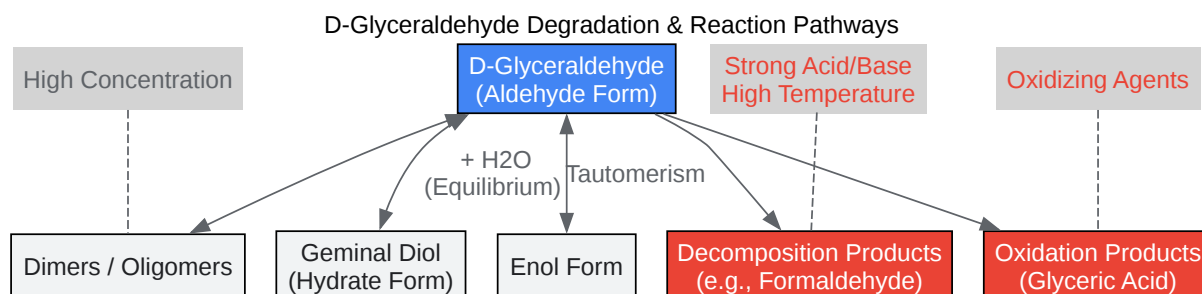 D-Glyceraldehyde Degradation & Reaction Pathways
High Concentration
D-Glyceraldehyde
(Aldehyde Form)
Strong Acid/Base
High Temperature
Oxidizing Agents
+ H2O
(Equilibrium)
Tautomerism
Dimers / Oligomers
Geminal Diol
(Hydrate Form)
Enol Form
Decomposition Products
(e.g., Formaldehyde)
Oxidation Products
(Glyceric Acid)